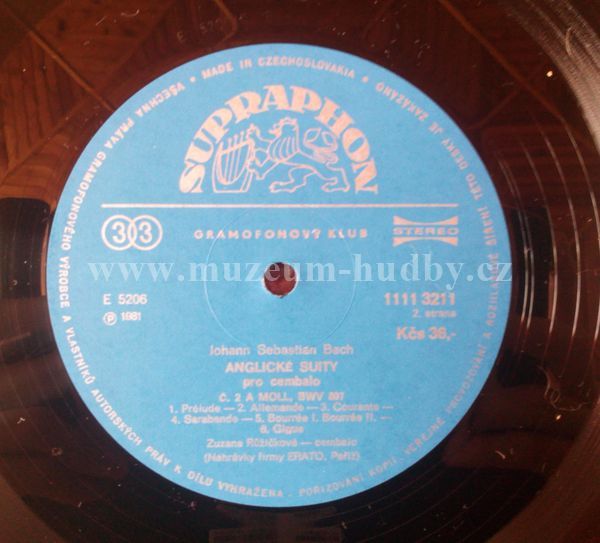 VŠECHNA PRÁVA GRAMOFONOVÉHO VÝROBCE A VLASTNÍKŮ AUTORSKÝCH PRÁV K DÍLU VYHRAŽENA. POŘIZOVÁNÍ KOPIÍ, VEŘEJNÉ PROVOZOVÁNÍ A ROZHLASOVÉ ŠÍŘENÍ TÉTO DESKY JE ZAKÁZÁNO
MADE IN CZECHOSLOVAKIA
SUPRAPHON
33
GRAMOFONOVÝ KLUB
STEREO
www.muzeum-hudby.cz
E 5206
℗ 1981
1111 3211
2. strana
Kčs 36,-
Johann Sebastian Bach
ANGLICKÉ SUITY
pro cembalo
Č. 2 A MOLL, BWV 807
1. Prélude — 2. Allemande — 3. Courante —
4. Sarabande — 5. Bourrée I. Bourrée II. —
6. Gigue
Zuzana Růžičková — cembalo
(Nahrávky firmy ERATO, Paříž)